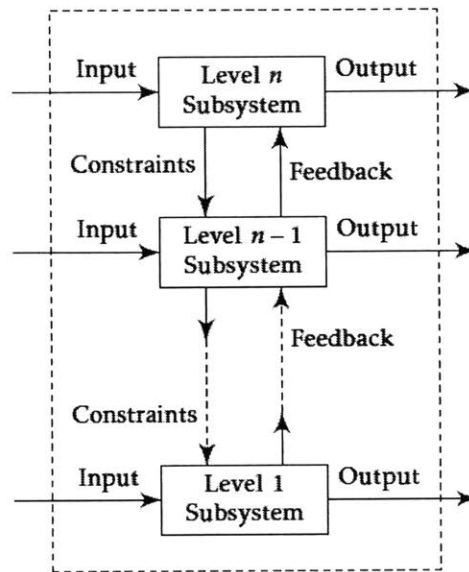 Input
Level n
Subsystem
Output
Constraints
Feedback
Input
Level n – 1
Subsystem
Output
Feedback
Constraints
Input
Level 1
Subsystem
Output